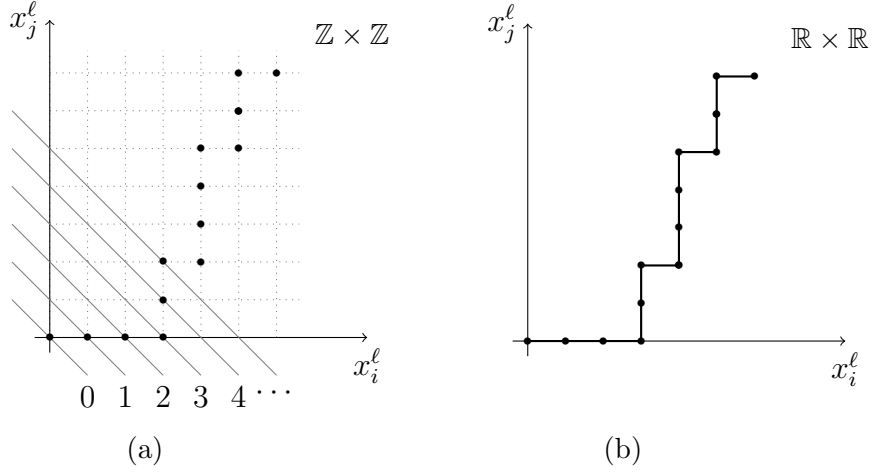 x_j^ℓ
ℤ × ℤ
x_i^ℓ
0 1 2 3 4 ⋯
(a)
x_j^ℓ
ℝ × ℝ
x_i^ℓ
(b)